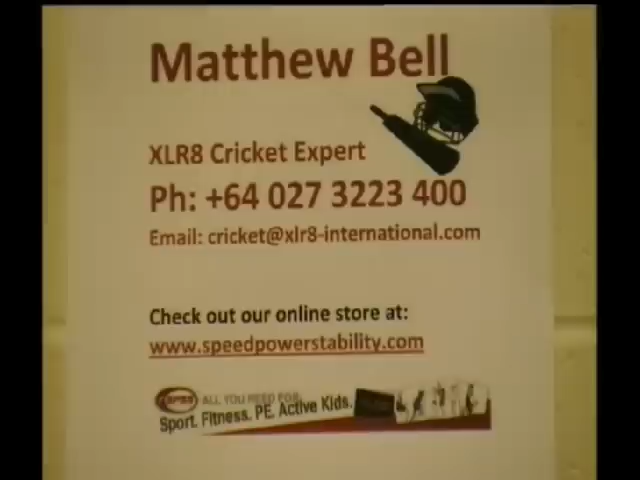 Matthew Bell
XLR8 Cricket Expert
Ph: +64 027 3223 400
Email: cricket@xlr8-international.com
Check out our online store at:
www.speedpowerstability.com
ALL YOU NEED FOR
Sport. Fitness. PE. Active Kids.